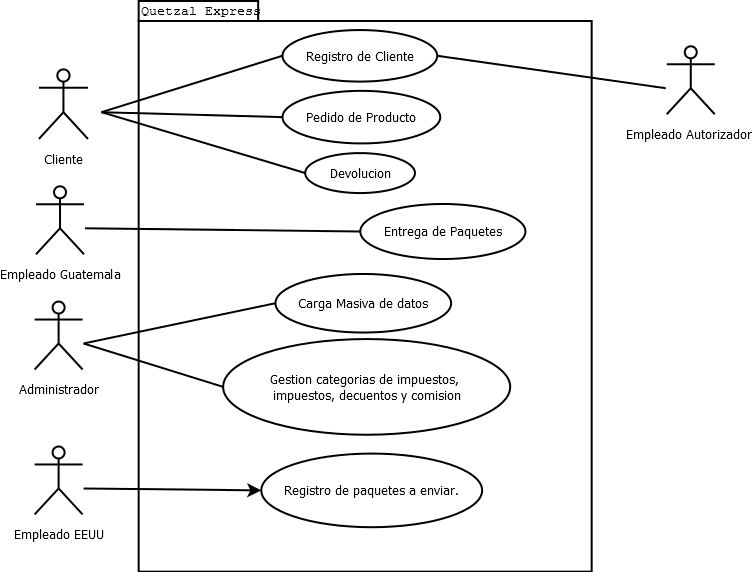 Quetzal Express
Registro de Cliente
Empleado Autorizador
Cliente
Pedido de Producto
Devolucion
Empleado Guatemala
Entrega de Paquetes
Carga Masiva de datos
Administrador
Gestion categorias de impuestos,
impuestos, decuentos y comision
Empleado EEUU
Registro de paquetes a enviar.